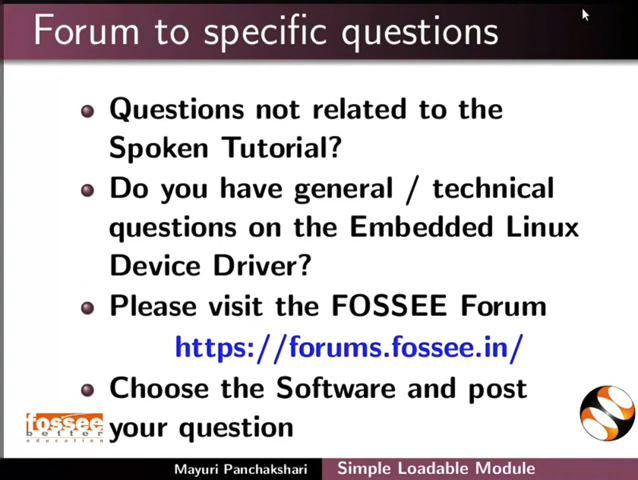 Forum to specific questions
Questions not related to the
Spoken Tutorial?
Do you have general / technical
questions on the Embedded Linux
Device Driver?
Please visit the FOSSEE Forum
https://forums.fossee.in/
Choose the Software and post
your question
fossee
better
education
Mayuri Panchakshari
Simple Loadable Module